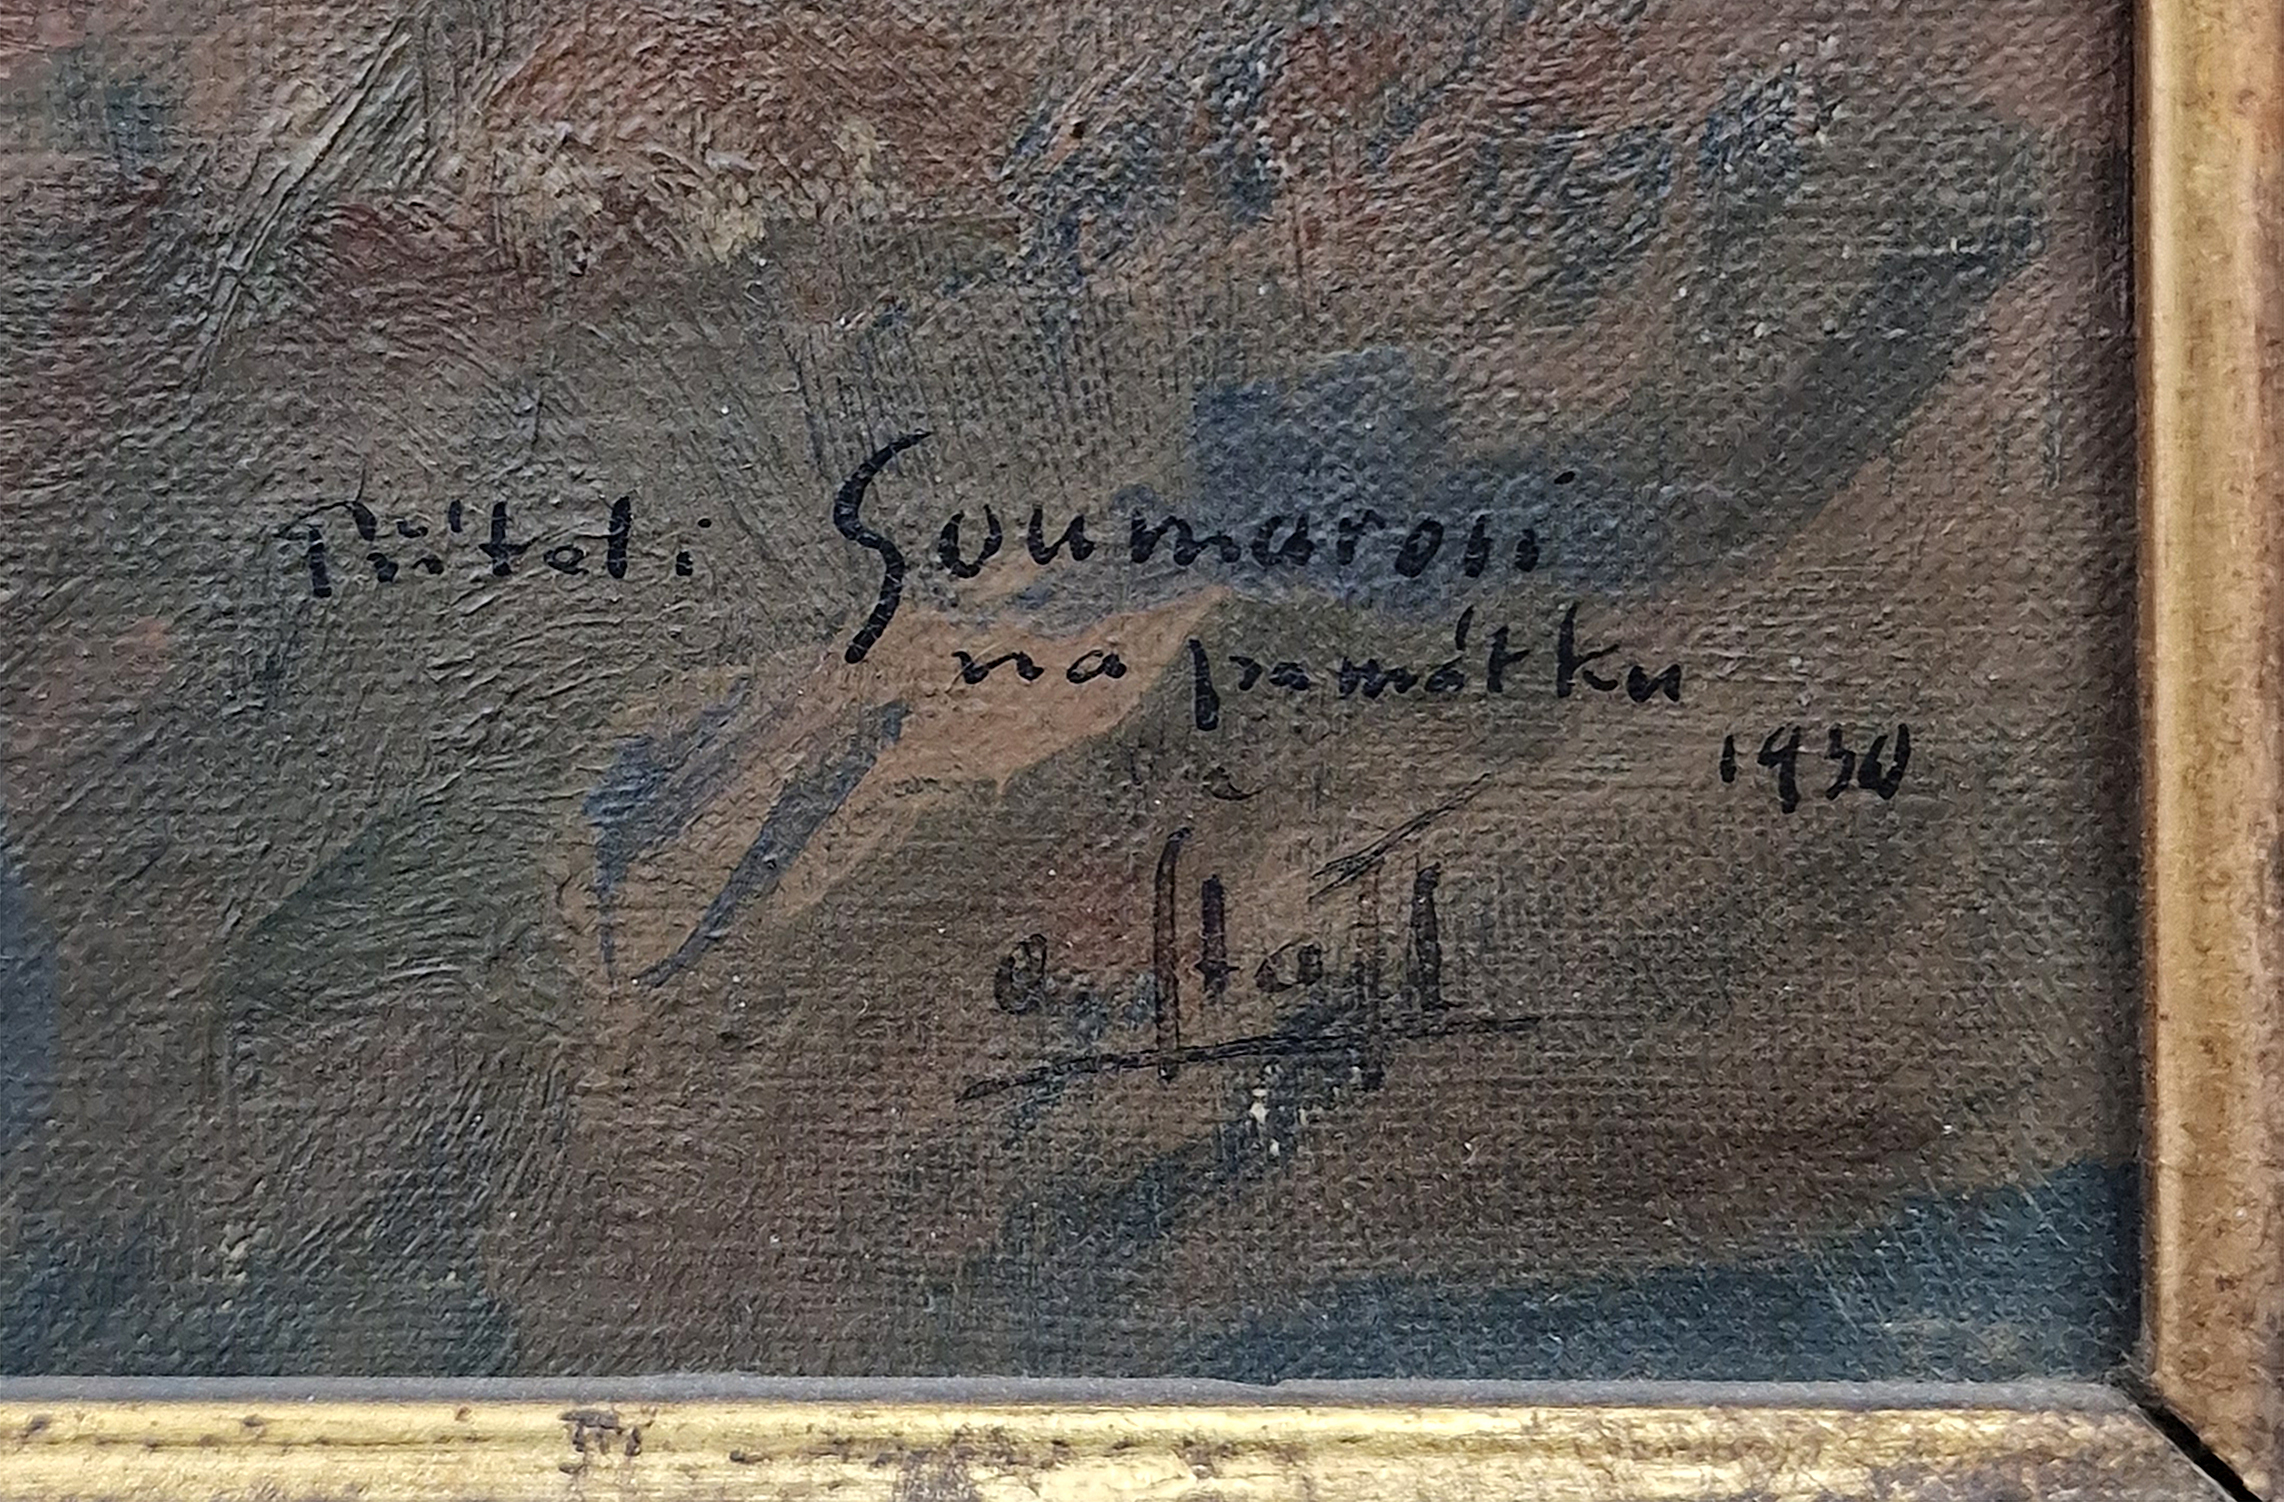 Příteli Soumarovi
na památku
1930